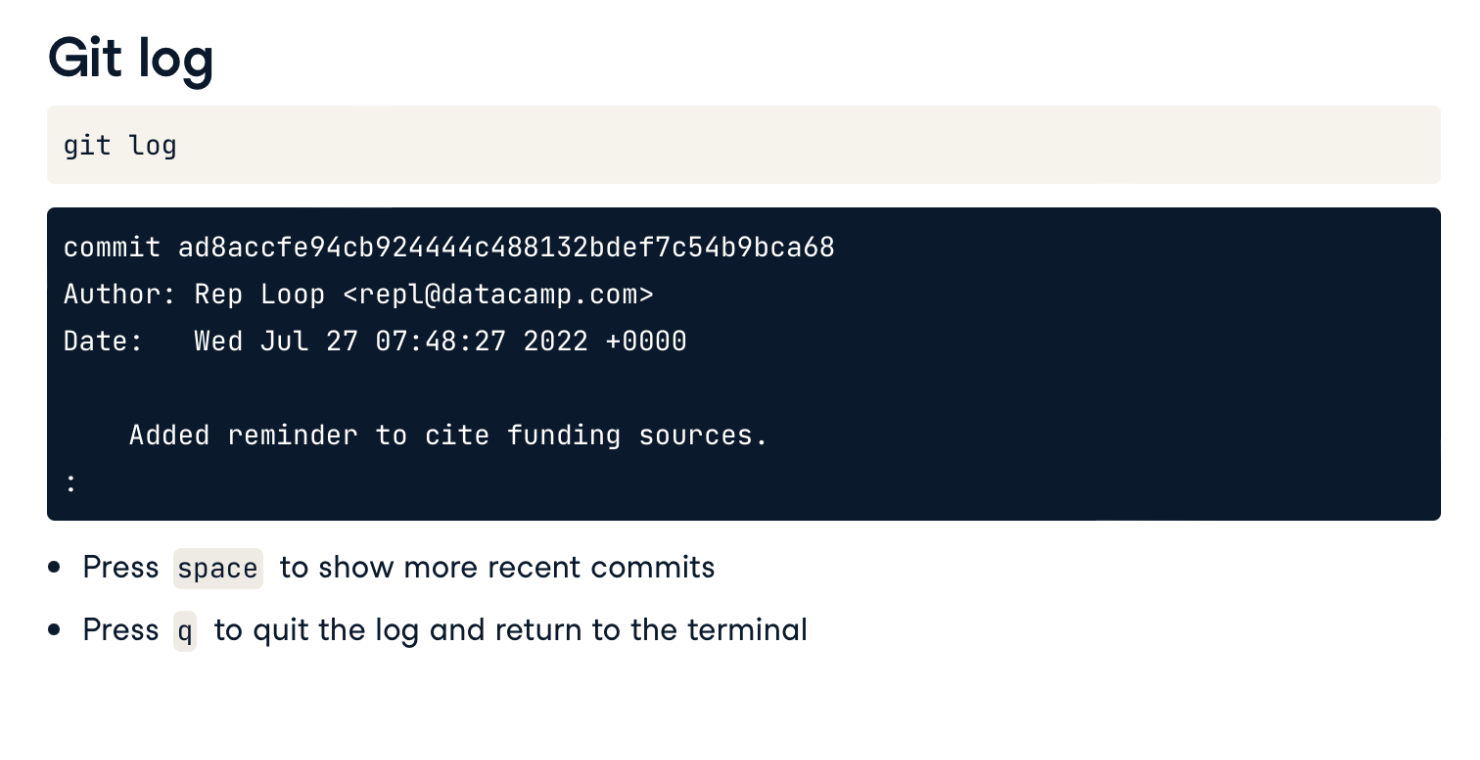 Git log
git log
commit ad8accfe94cb924444c488132bdef7c54b9bca68
Author: Rep Loop <repl@datacamp.com>
Date:   Wed Jul 27 07:48:27 2022 +0000
    Added reminder to cite funding sources.
:
• Press space to show more recent commits
• Press q to quit the log and return to the terminal